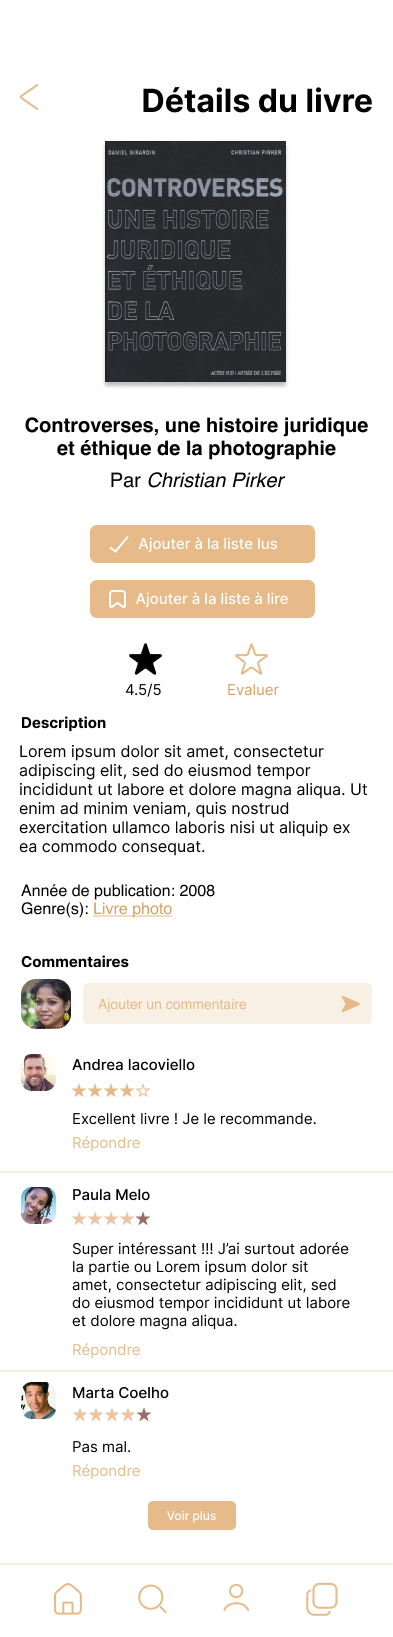 Détails du livre
DANIEL GIRARDIN CHRISTIAN PIRKER
CONTROVERSES
UNE HISTOIRE
JURIDIQUE
ET ÉTHIQUE
DE LA
PHOTOGRAPHIE
ACTES SUD | MUSÉE DE L'ÉLYSÉE
Controverses, une histoire juridique
et éthique de la photographie
Par Christian Pirker
Ajouter à la liste lus
Ajouter à la liste à lire
4.5/5 Evaluer
Description
Lorem ipsum dolor sit amet, consectetur
adipiscing elit, sed do eiusmod tempor
incididunt ut labore et dolore magna aliqua. Ut
enim ad minim veniam, quis nostrud
exercitation ullamco laboris nisi ut aliquip ex
ea commodo consequat.
Année de publication: 2008
Genre(s): Livre photo
Commentaires
Ajouter un commentaire
Andrea Iacoviello
Excellent livre ! Je le recommande.
Répondre
Paula Melo
Super intéressant !!! J'ai surtout adorée
la partie ou Lorem ipsum dolor sit
amet, consectetur adipiscing elit, sed
do eiusmod tempor incididunt ut labore
et dolore magna aliqua.
Répondre
Marta Coelho
Pas mal.
Répondre
Voir plus